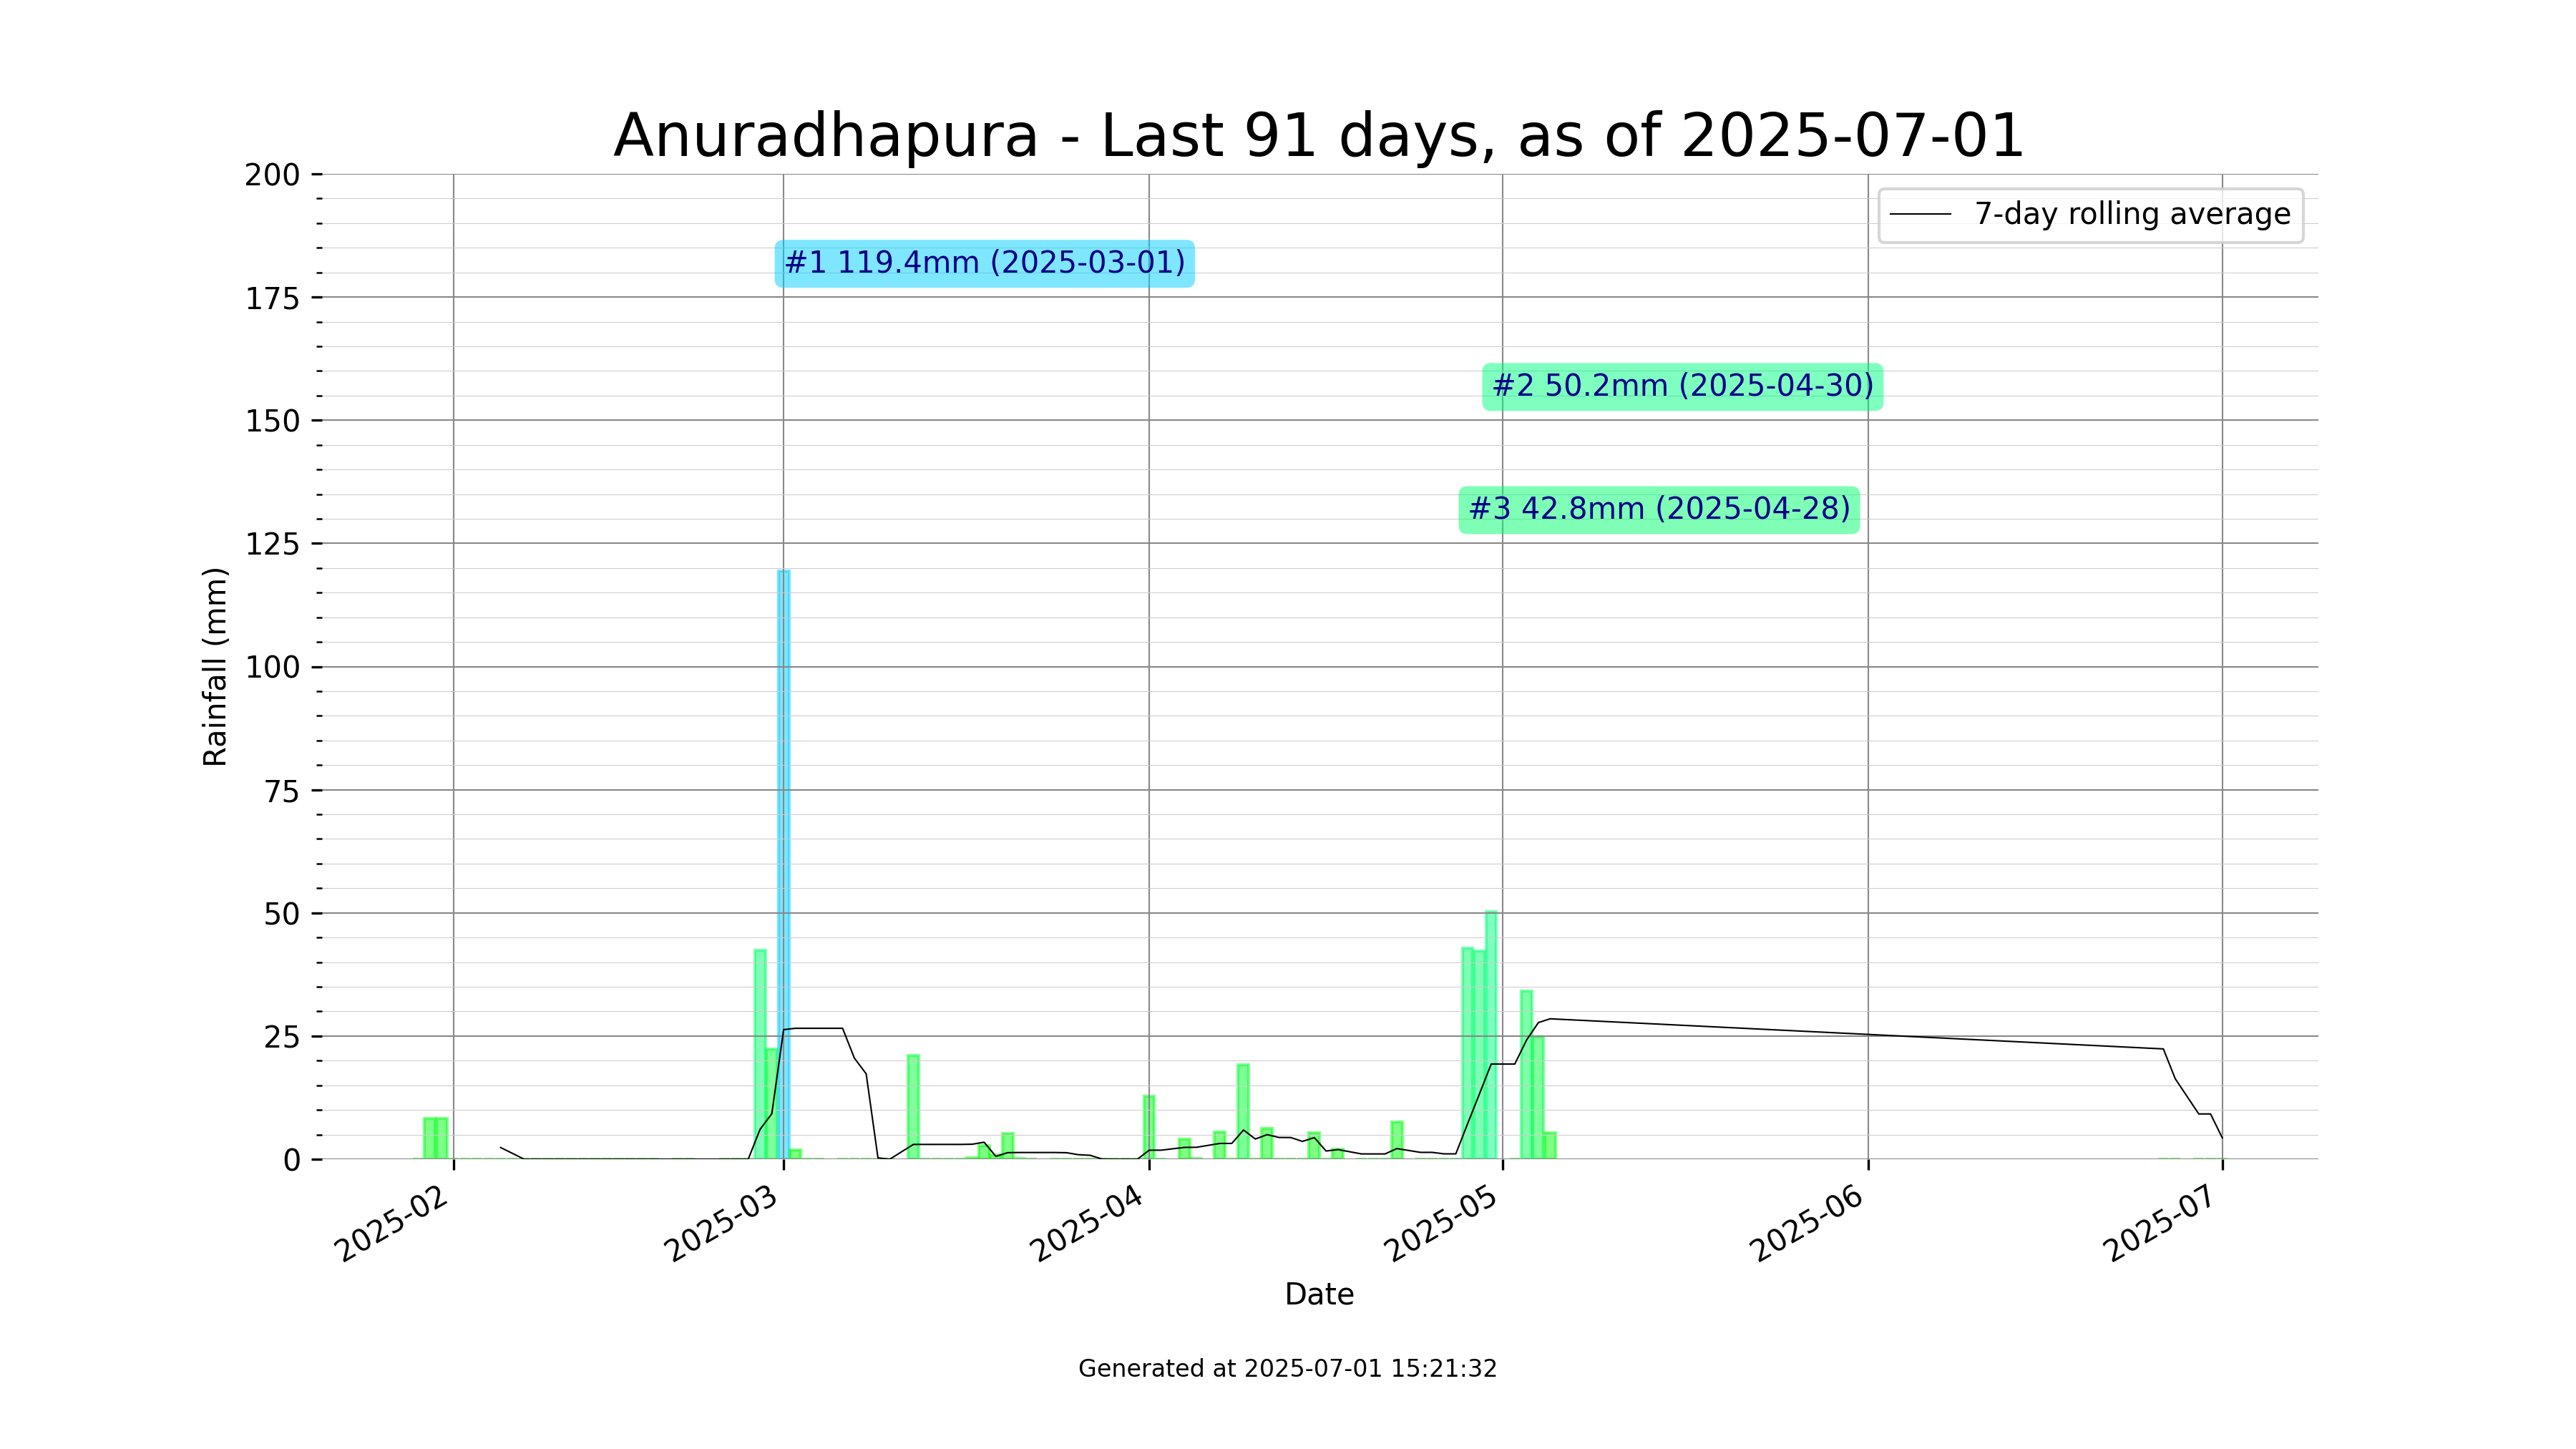 Anuradhapura - Last 91 days, as of 2025-07-01
200
175
150
125
100
75
50
25
0
Rainfall (mm)
7-day rolling average
#1 119.4mm (2025-03-01)
#2 50.2mm (2025-04-30)
#3 42.8mm (2025-04-28)
2025-02
2025-03
2025-04
2025-05
2025-06
2025-07
Date
Generated at 2025-07-01 15:21:32